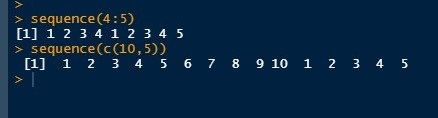 >
> sequence(4:5)
[1] 1 2 3 4 1 2 3 4 5
> sequence(c(10,5))
[1] 1 2 3 4 5 6 7 8 9 10 1 2 3 4 5
>